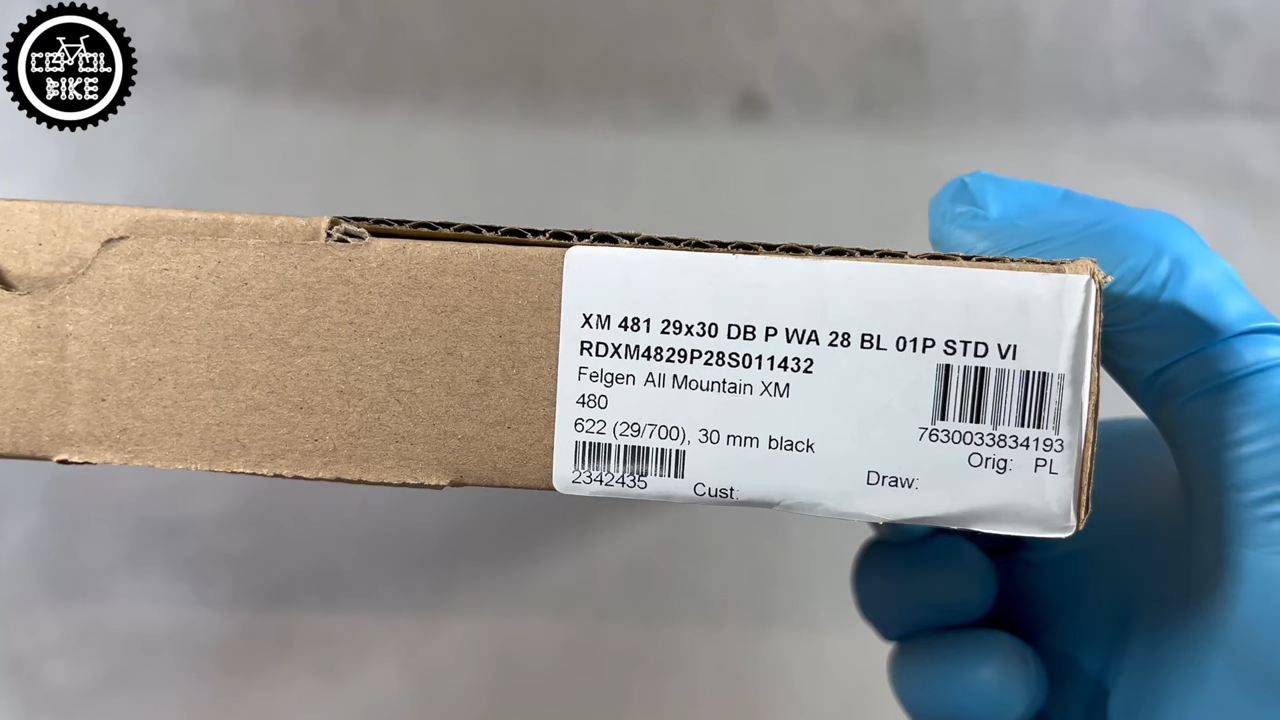 XM 481 29x30 DB P WA 28 BL 01P STD VI
RDXM4829P28S011432
Felgen All Mountain XM
480
622 (29/700), 30 mm black
7630033834193
Orig: PL
2342435
Cust:
Draw:
BIKE